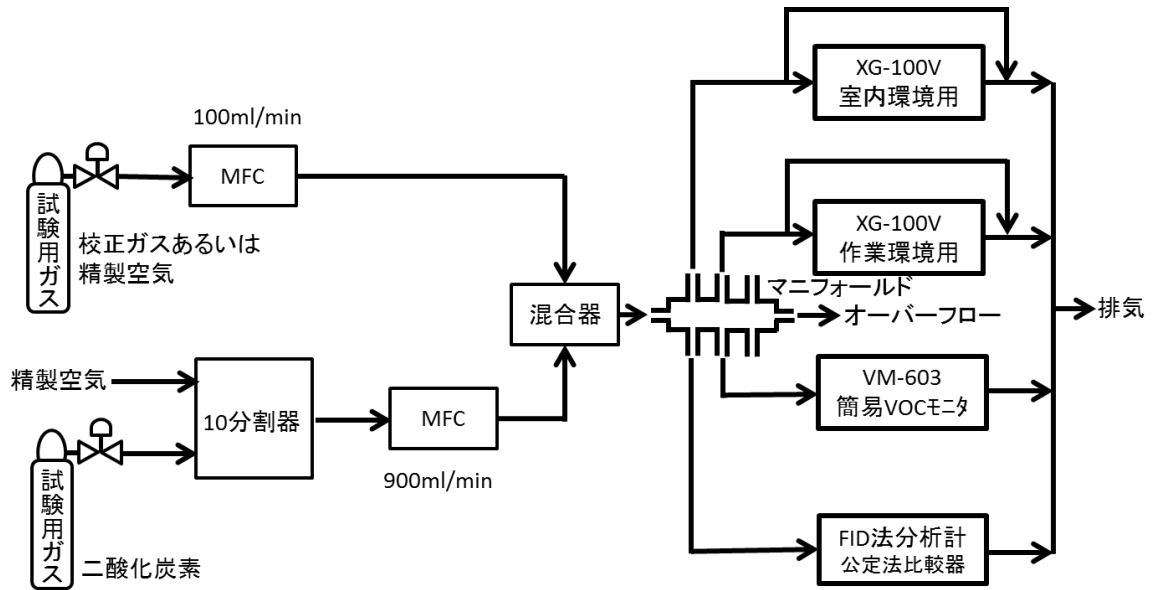 100ml/min
MFC
試験用ガス
校正ガスあるいは
精製空気
精製空気
10分割器
MFC
900ml/min
試験用ガス
二酸化炭素
混合器
マニフォールド
オーバーフロー
XG-100V
室内環境用
XG-100V
作業環境用
VM-603
簡易VOCモニタ
FID法分析計
公定法比較器
排気